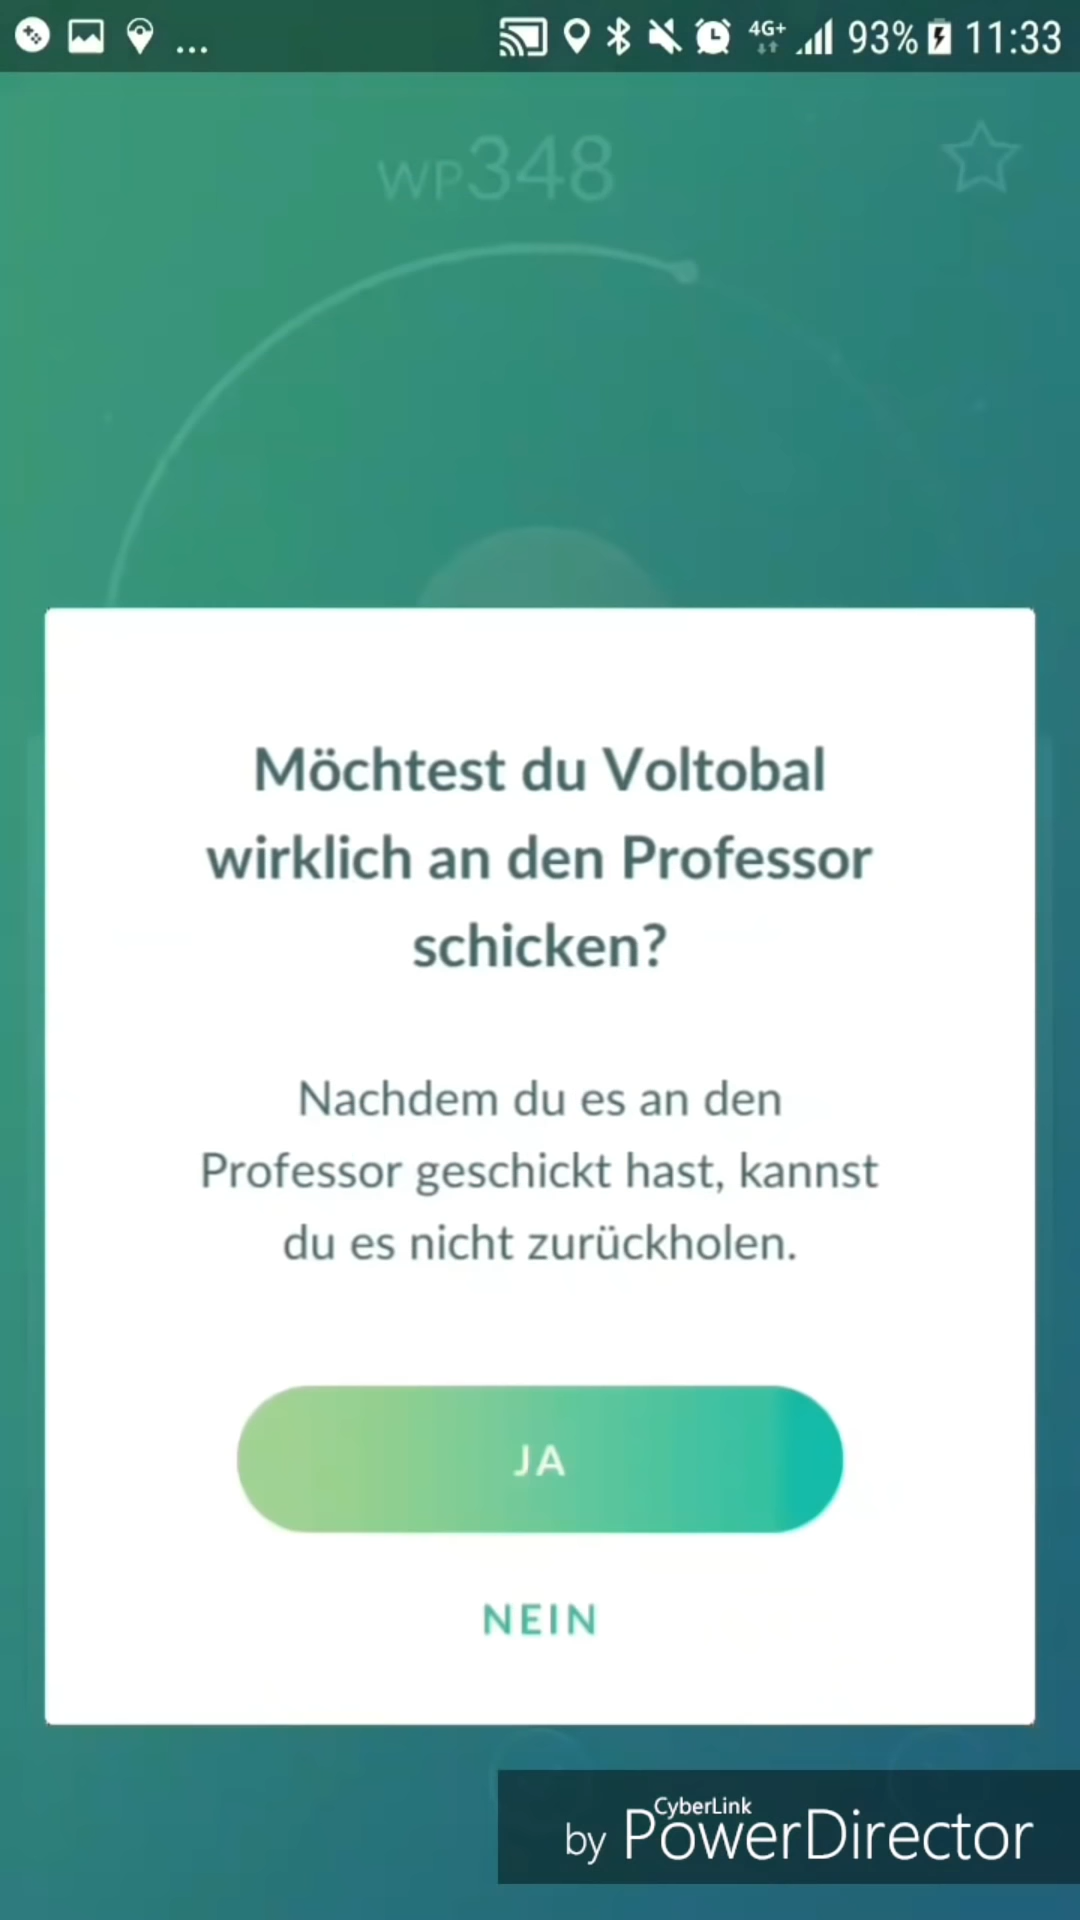 ... 4G+ 93% 11:33
WP348
Möchtest du Voltobal
wirklich an den Professor
schicken?
Nachdem du es an den
Professor geschickt hast, kannst
du es nicht zurückholen.
JA
NEIN
CyberLink
by PowerDirector